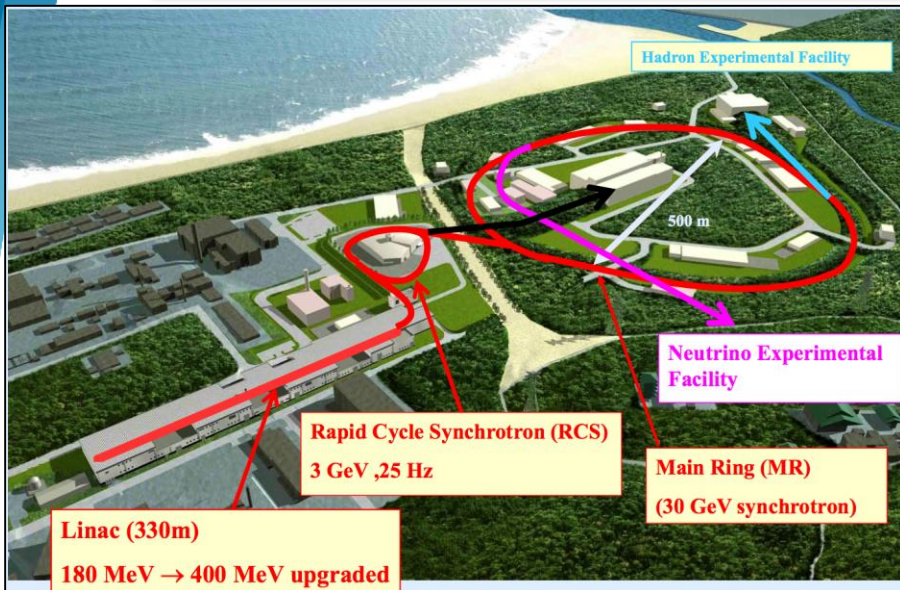 Hadron Experimental Facility
500 m
Neutrino Experimental
Facility
Rapid Cycle Synchrotron (RCS)
3 GeV ,25 Hz
Main Ring (MR)
(30 GeV synchrotron)
Linac (330m)
180 MeV → 400 MeV upgraded